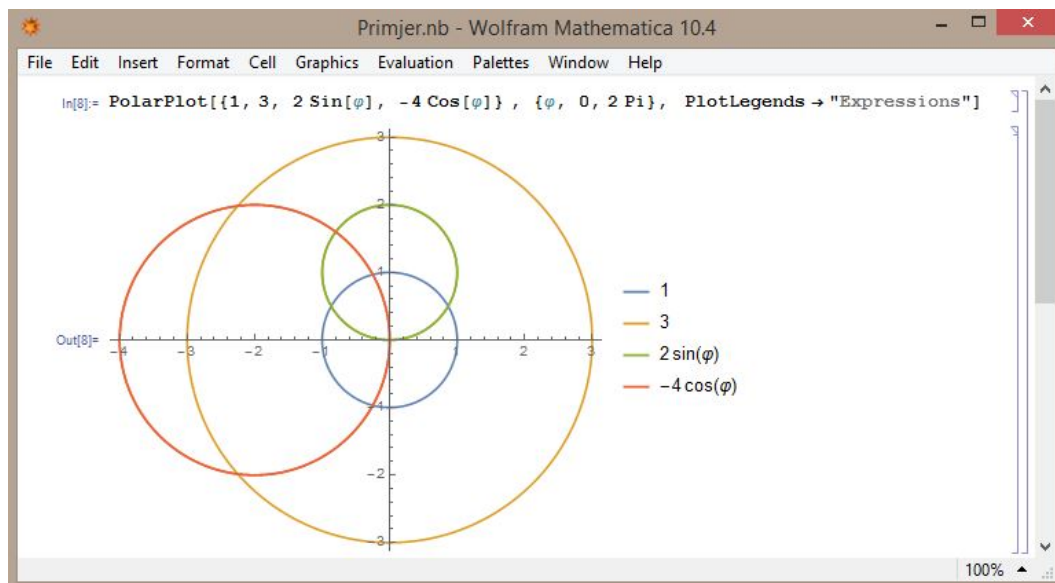 Primjer.nb - Wolfram Mathematica 10.4
File Edit Insert Format Cell Graphics Evaluation Palettes Window Help
In[8]:= PolarPlot[{1, 3, 2 Sin[φ], -4 Cos[φ]} , {φ, 0, 2 Pi}, PlotLegends → "Expressions"]
3
2
1
Out[8]=
-4 -3 -2 -1 1 2 3
-1
-2
-3
1
3
2 sin(φ)
-4 cos(φ)
100%